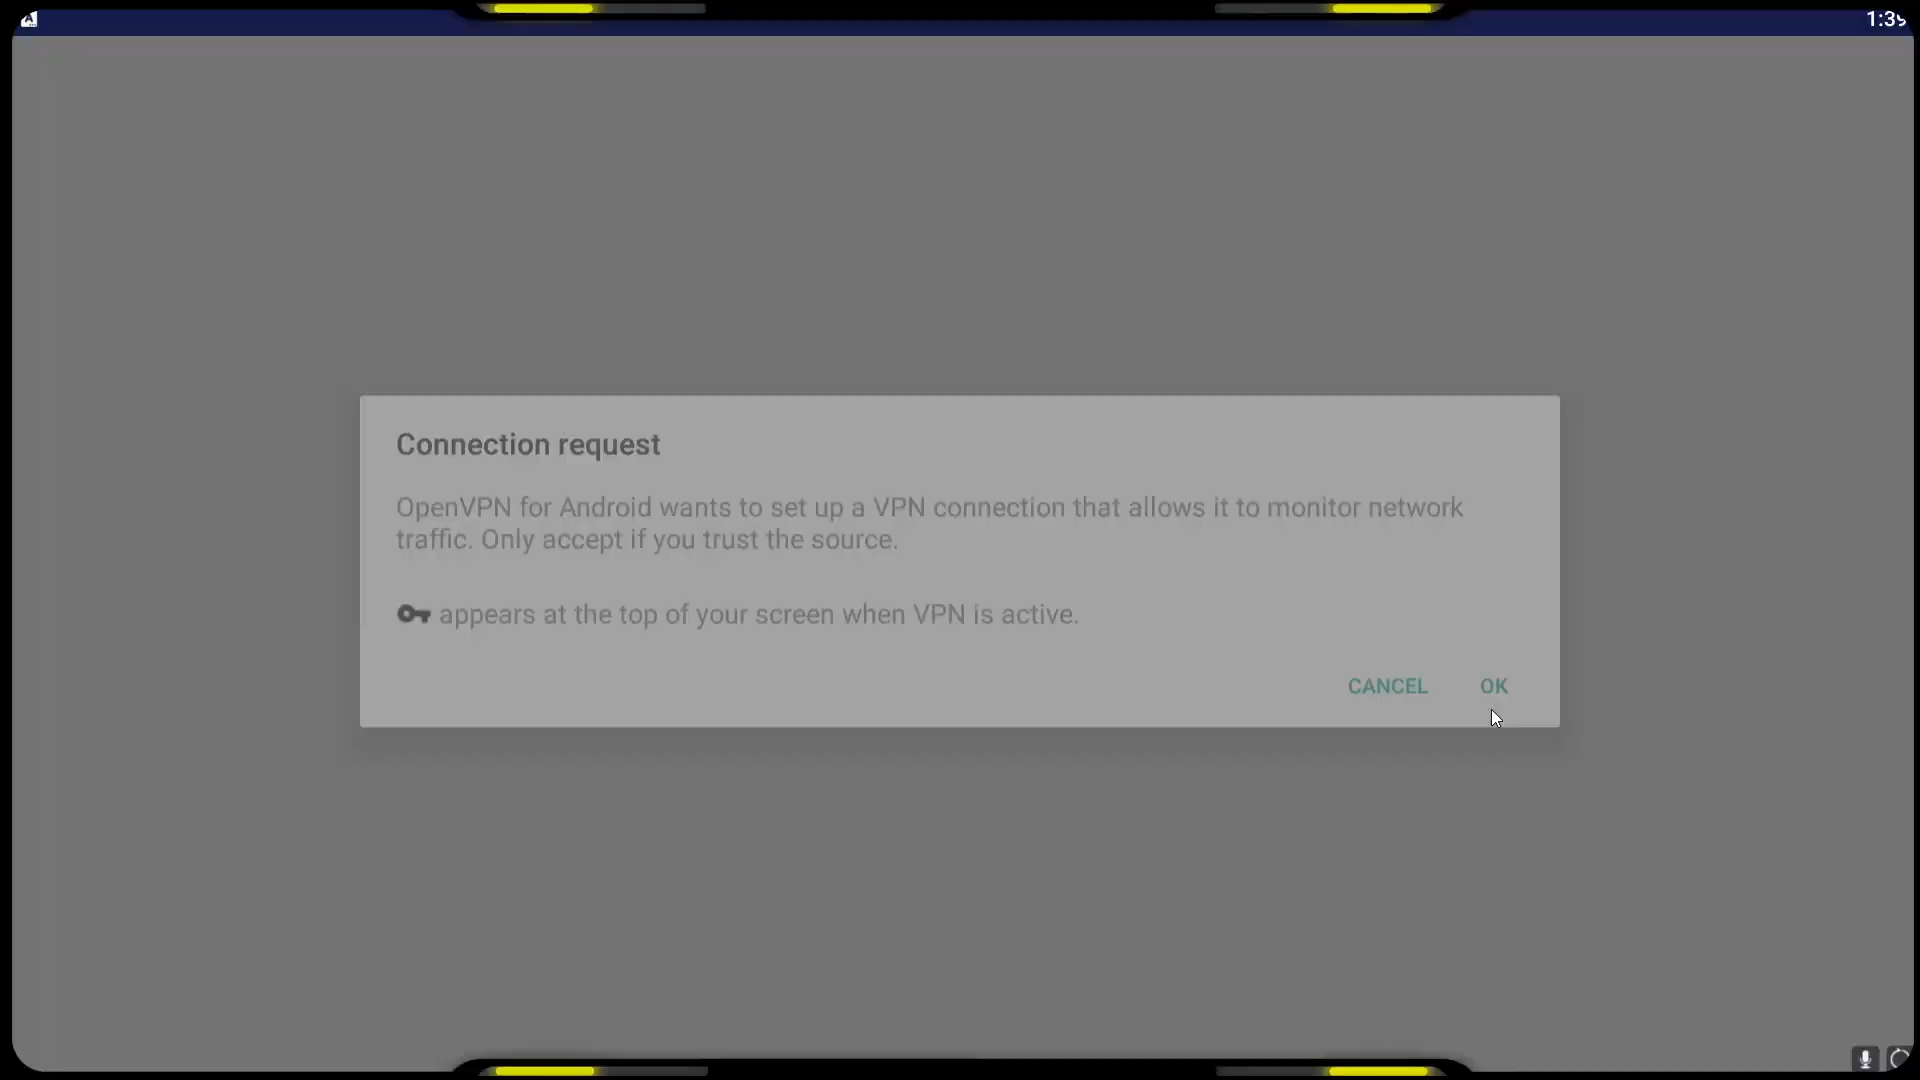 Connection request
OpenVPN for Android wants to set up a VPN connection that allows it to monitor network
traffic. Only accept if you trust the source.
appears at the top of your screen when VPN is active.
CANCEL OK